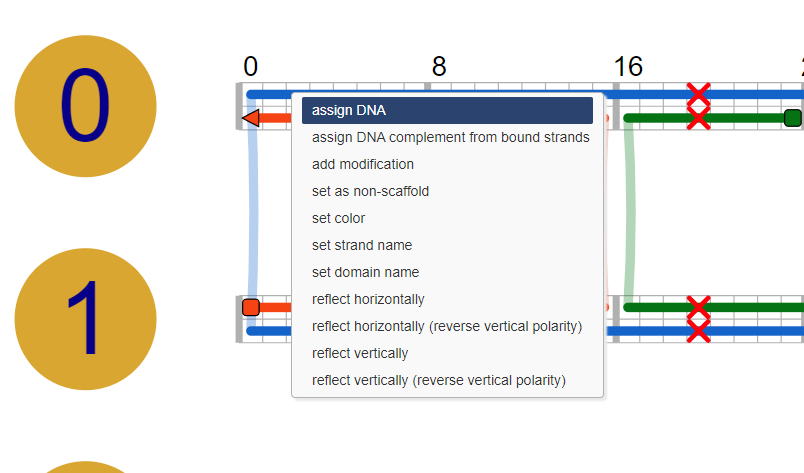 0
0 8 16
assign DNA
assign DNA complement from bound strands
add modification
set as non-scaffold
set color
set strand name
set domain name
reflect horizontally
reflect horizontally (reverse vertical polarity)
reflect vertically
reflect vertically (reverse vertical polarity)
1